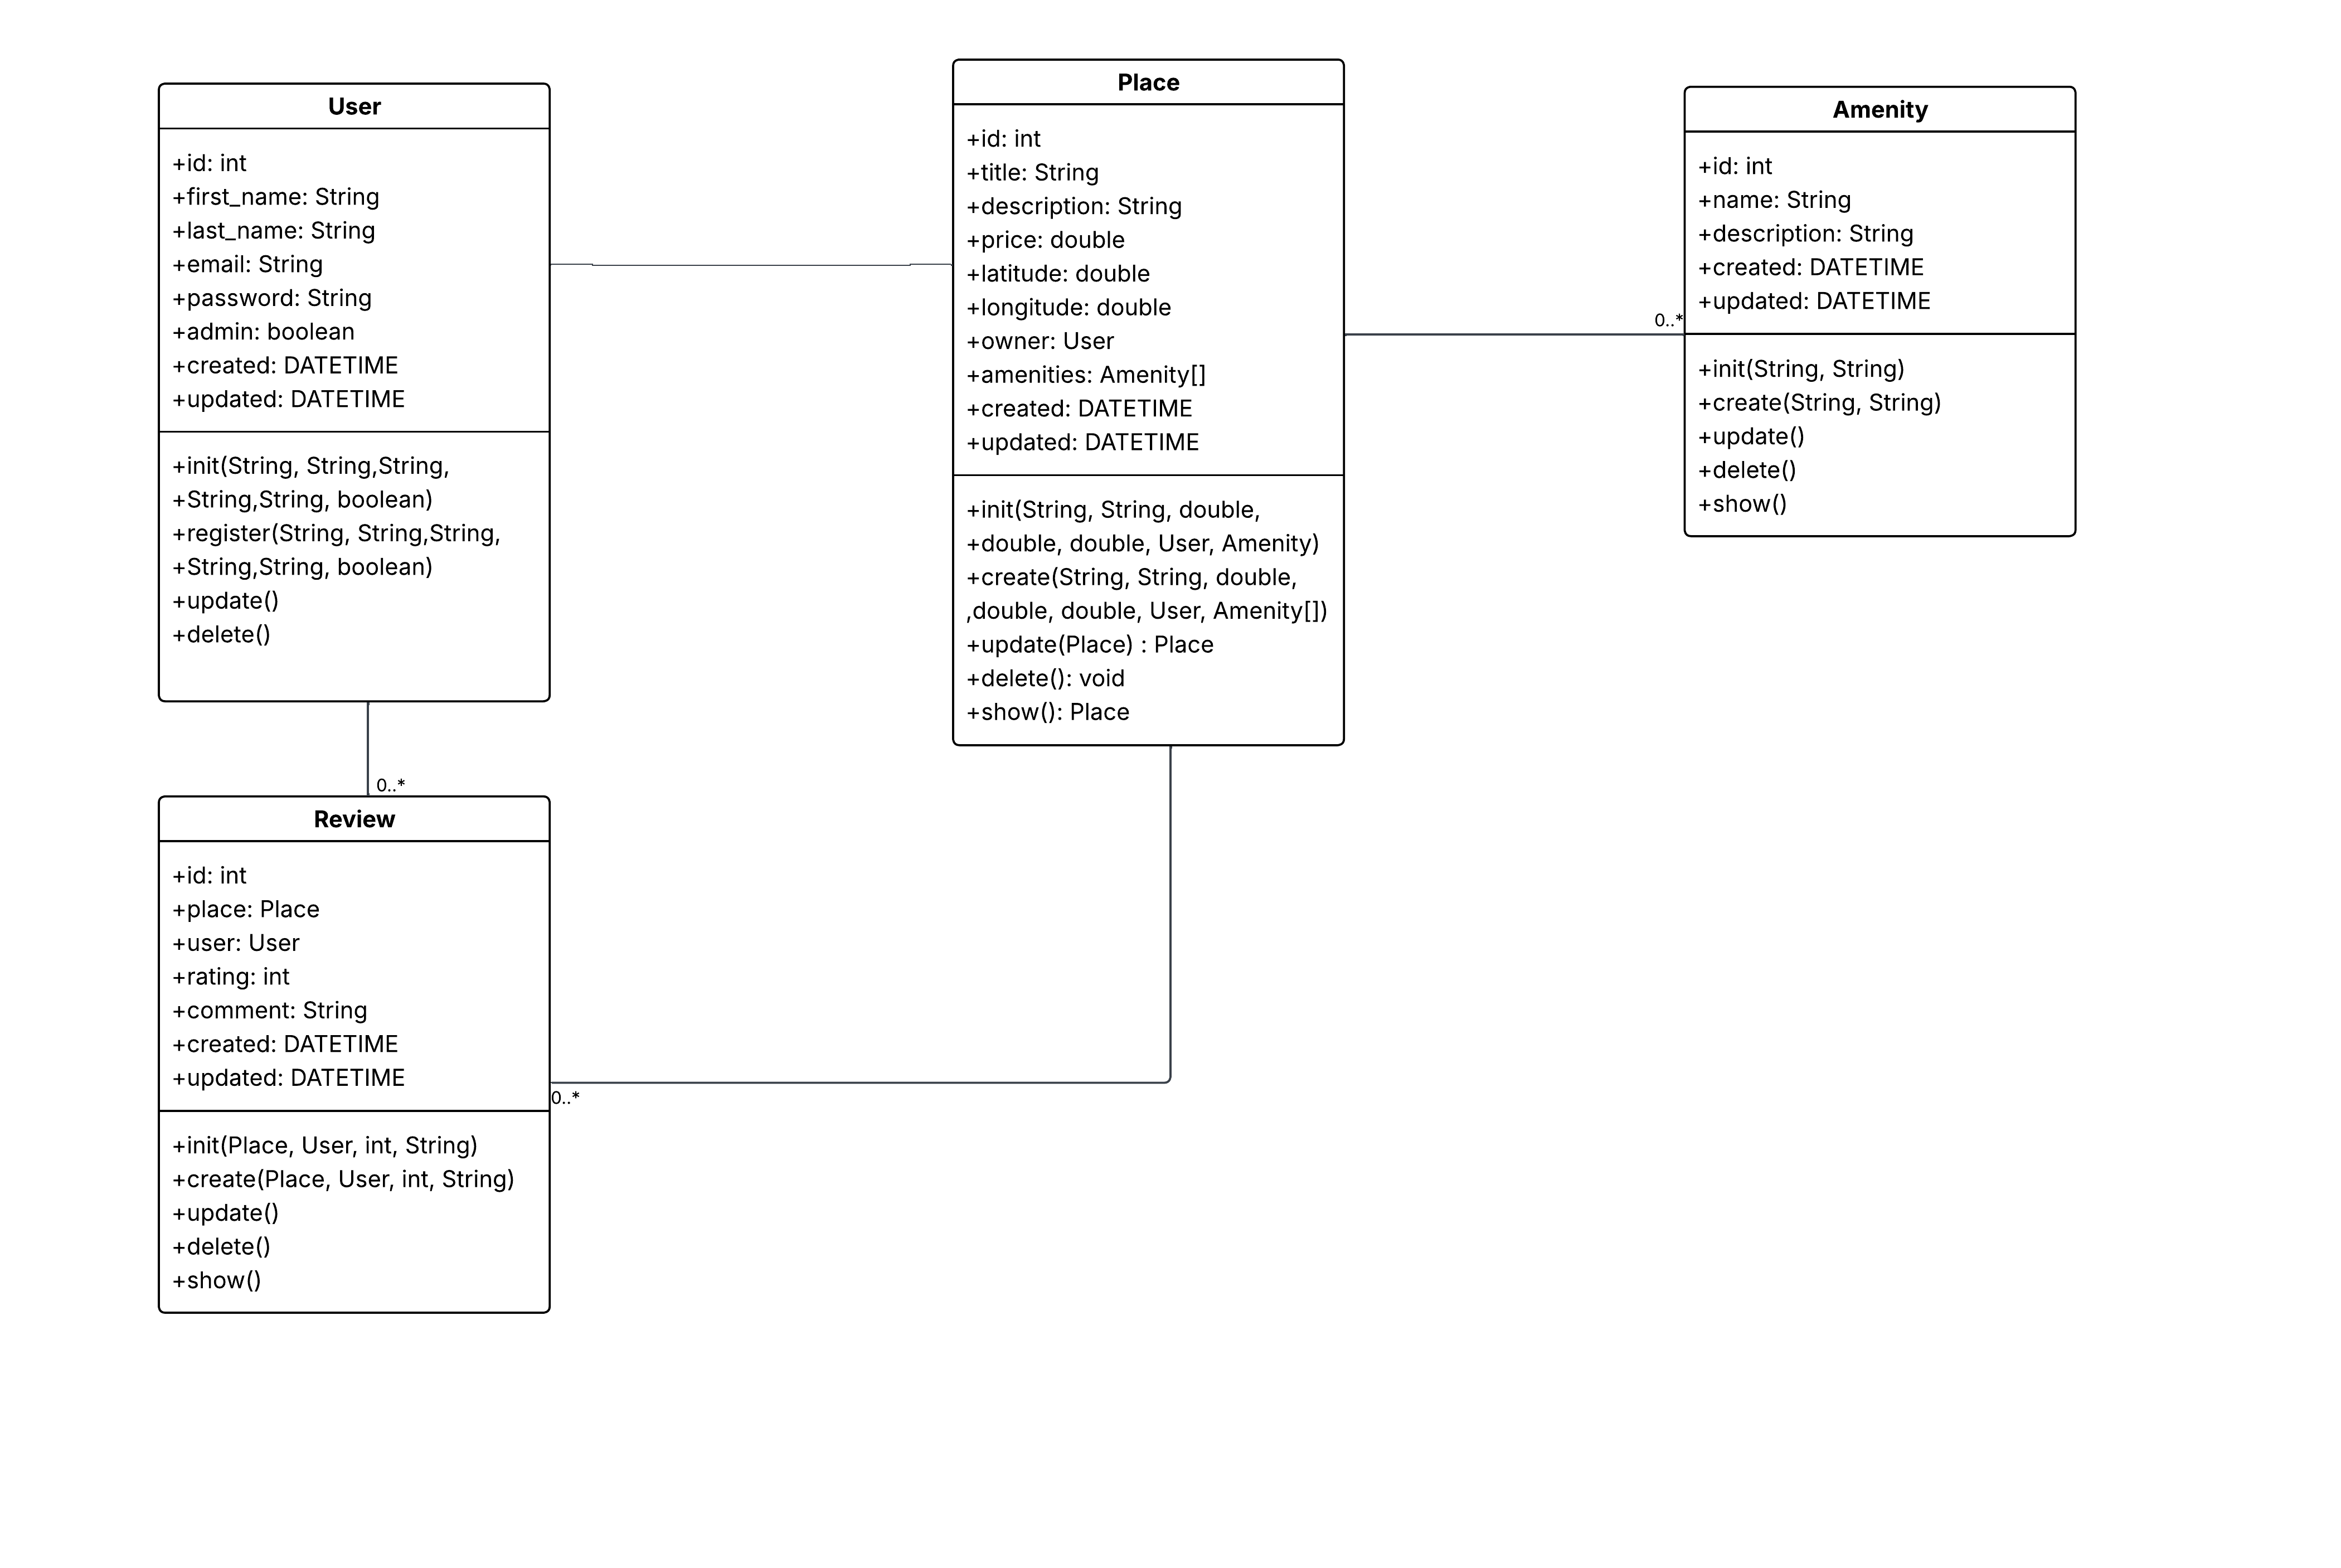 User
+id: int
+first_name: String
+last_name: String
+email: String
+password: String
+admin: boolean
+created: DATETIME
+updated: DATETIME
+init(String, String,String,
+String,String, boolean)
+register(String, String,String,
+String,String, boolean)
+update()
+delete()
Place
+id: int
+title: String
+description: String
+price: double
+latitude: double
+longitude: double
+owner: User
+amenities: Amenity[]
+created: DATETIME
+updated: DATETIME
+init(String, String, double,
+double, double, User, Amenity)
+create(String, String, double,
,double, double, User, Amenity[])
+update(Place) : Place
+delete(): void
+show(): Place
0..*
Amenity
+id: int
+name: String
+description: String
+created: DATETIME
+updated: DATETIME
+init(String, String)
+create(String, String)
+update()
+delete()
+show()
0..*
Review
+id: int
+place: Place
+user: User
+rating: int
+comment: String
+created: DATETIME
+updated: DATETIME
+init(Place, User, int, String)
+create(Place, User, int, String)
+update()
+delete()
+show()
0..*